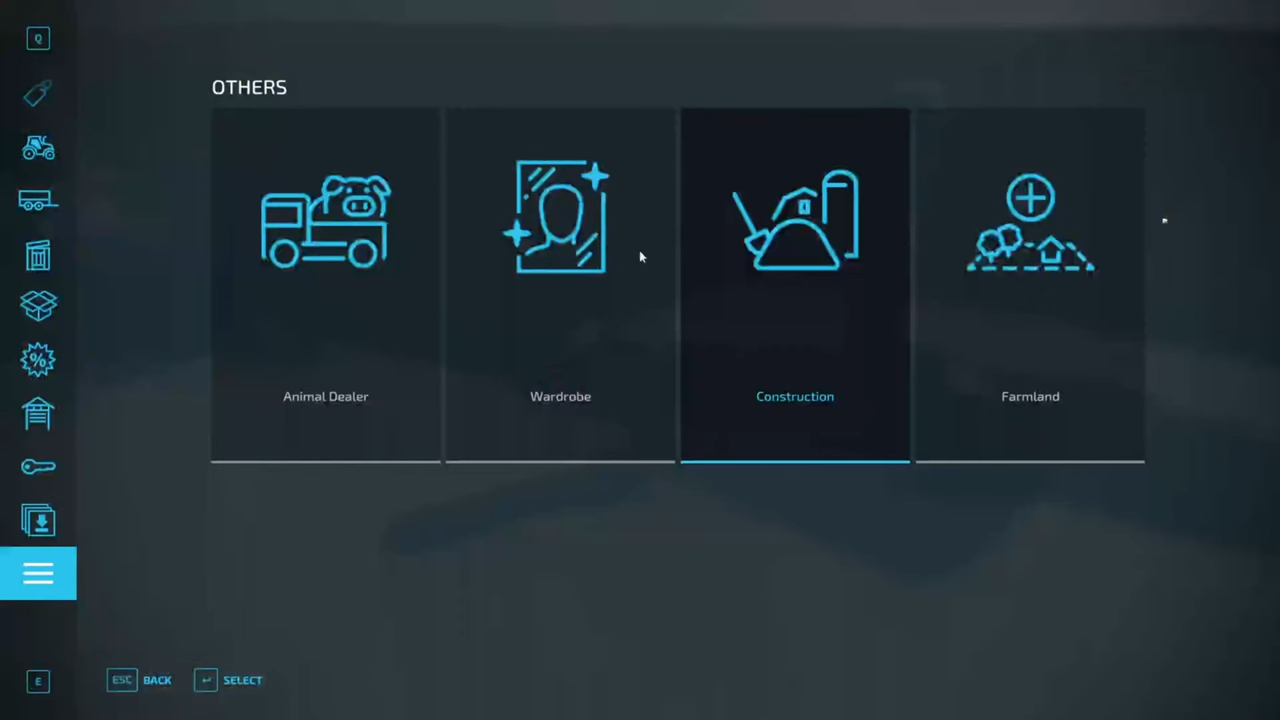 Q
OTHERS
%
Animal Dealer
Wardrobe
Construction
Farmland
E
ESC BACK
↵ SELECT